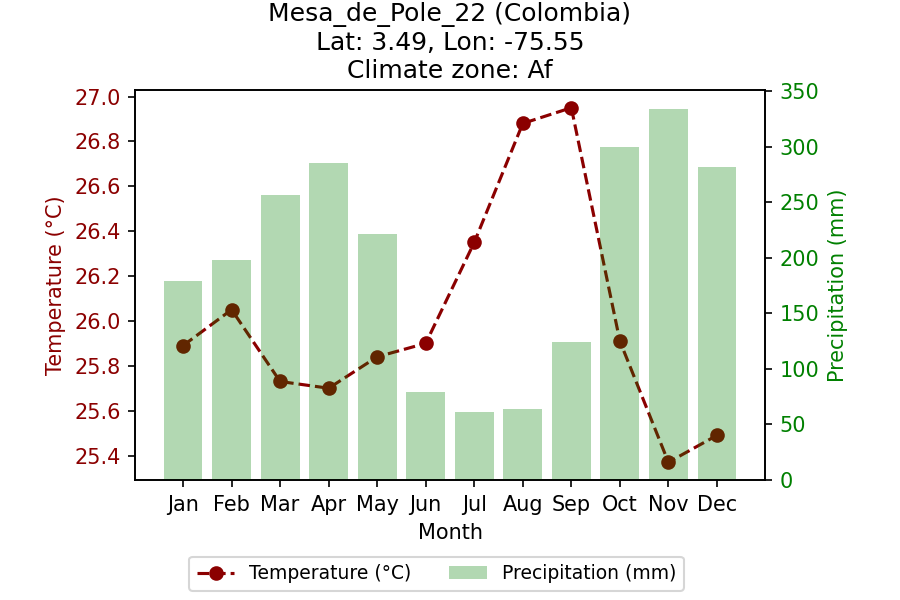 Mesa_de_Pole_22 (Colombia)
Lat: 3.49, Lon: -75.55
Climate zone: Af
27.0
26.8
26.6
26.4
26.2
26.0
25.8
25.6
25.4
Temperature (°C)
350
300
250
200
150
100
50
0
Precipitation (mm)
Jan Feb Mar Apr May Jun Jul Aug Sep Oct Nov Dec
Month
Temperature (°C) Precipitation (mm)